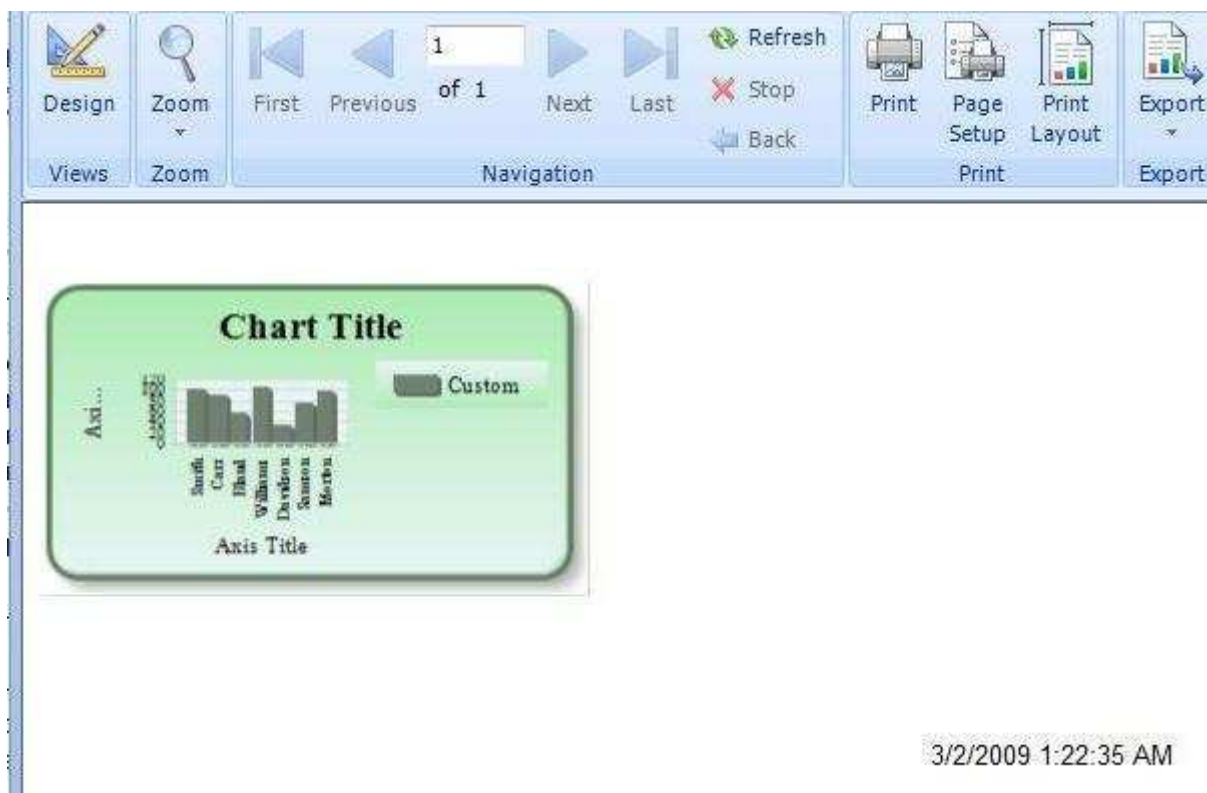 Design
Zoom
First
Previous
1
of 1
Next
Last
Refresh
Stop
Back
Print
Page
Setup
Print
Layout
Export
Views
Zoom
Navigation
Print
Export
Chart Title
Custom
Axi...
Smith
Carr
Williams
Davidson
Samson
Morton
Axis Title
3/2/2009 1:22:35 AM